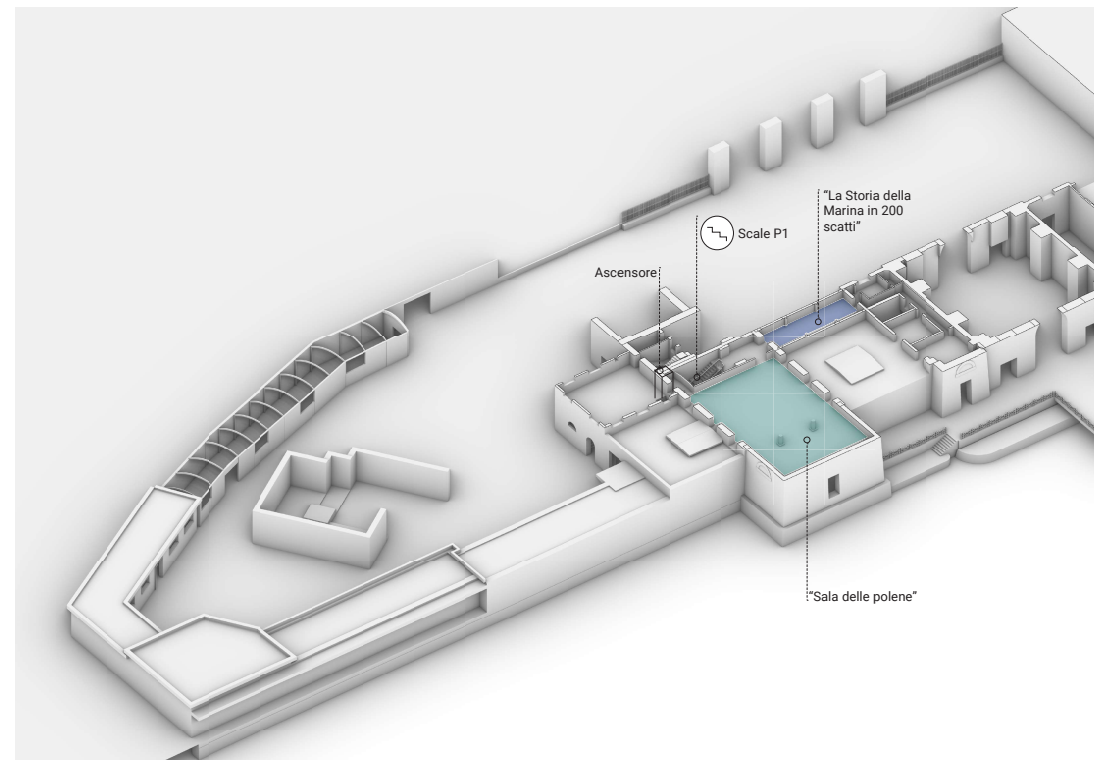 “La Storia della
Marina in 200
scatti”
Scale P1
Ascensore
“Sala delle polene“